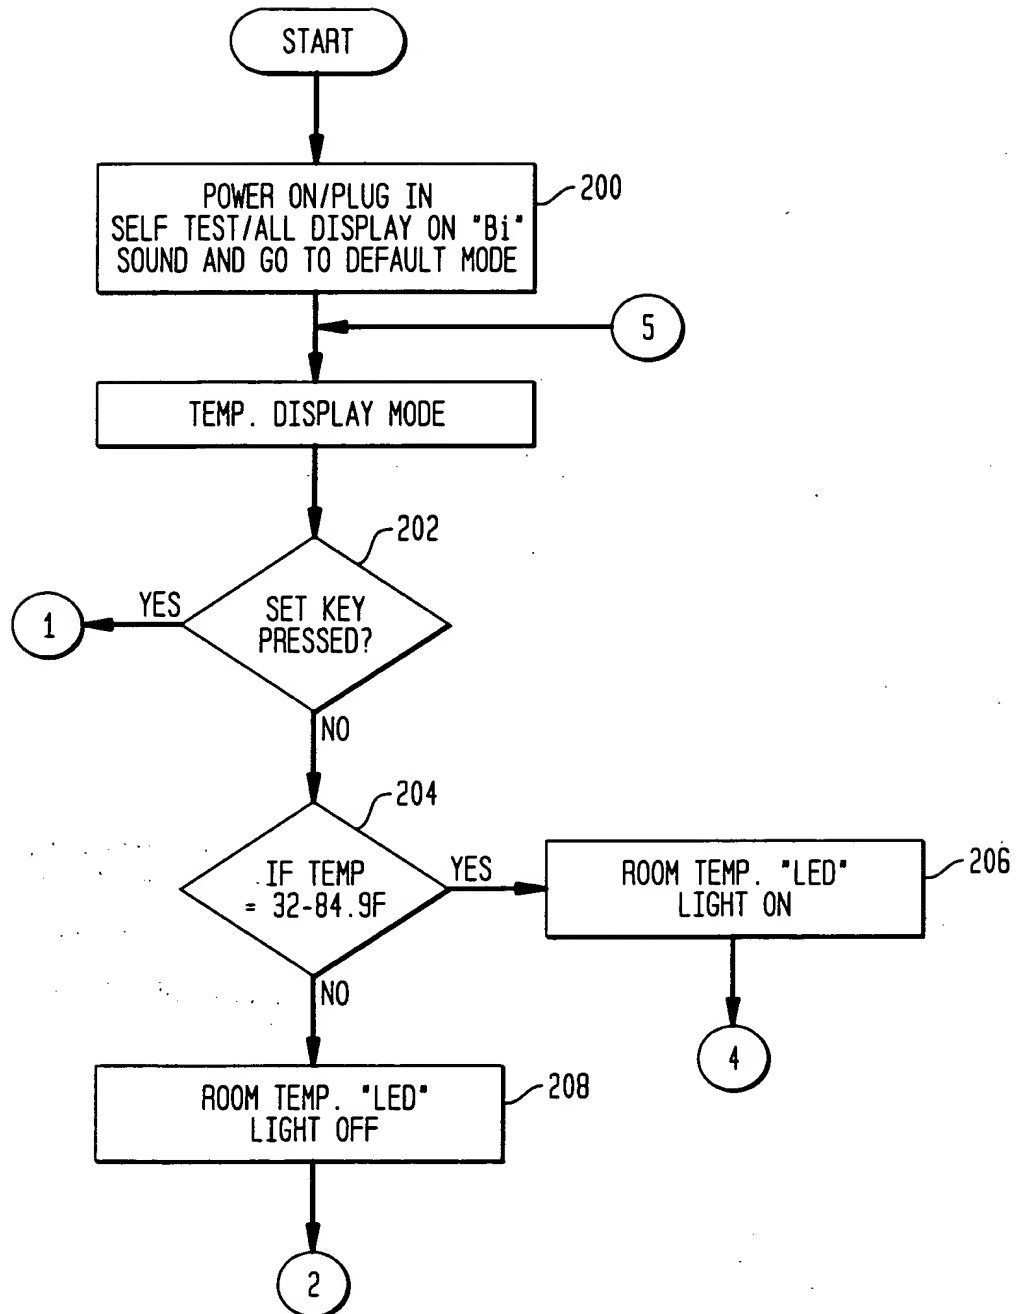 START
POWER ON/PLUG IN
SELF TEST/ALL DISPLAY ON "Bi"
SOUND AND GO TO DEFAULT MODE
200
5
TEMP. DISPLAY MODE
202
SET KEY
PRESSED?
YES
1
NO
204
IF TEMP
= 32-84.9F
YES
ROOM TEMP. "LED"
LIGHT ON
206
4
NO
ROOM TEMP. "LED"
LIGHT OFF
208
2